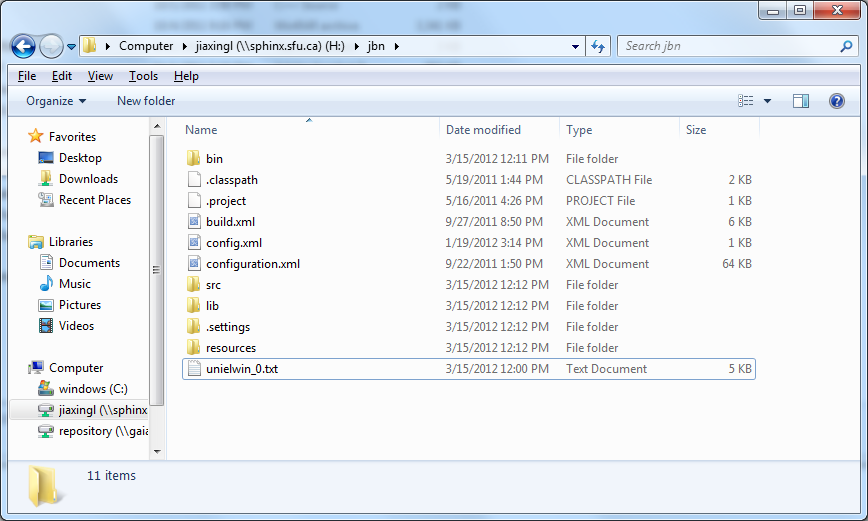 Computer ▸ jiaxingl (\\sphinx.sfu.ca) (H:) ▸ jbn ▸
Search jbn
File Edit View Tools Help
Organize New folder
Favorites
Desktop
Downloads
Recent Places
Libraries
Documents
Music
Pictures
Videos
Computer
windows (C:)
jiaxingl (\\sphinx
repository (\\gaia
Name Date modified Type Size
bin 3/15/2012 12:11 PM File folder
.classpath 5/19/2011 1:44 PM CLASSPATH File 2 KB
.project 5/16/2011 4:26 PM PROJECT File 1 KB
build.xml 9/27/2011 8:50 PM XML Document 6 KB
config.xml 1/19/2012 3:14 PM XML Document 1 KB
configuration.xml 9/22/2011 1:50 PM XML Document 64 KB
src 3/15/2012 12:12 PM File folder
lib 3/15/2012 12:12 PM File folder
.settings 3/15/2012 12:12 PM File folder
resources 3/15/2012 12:12 PM File folder
unielwin_0.txt 3/15/2012 12:00 PM Text Document 5 KB
11 items